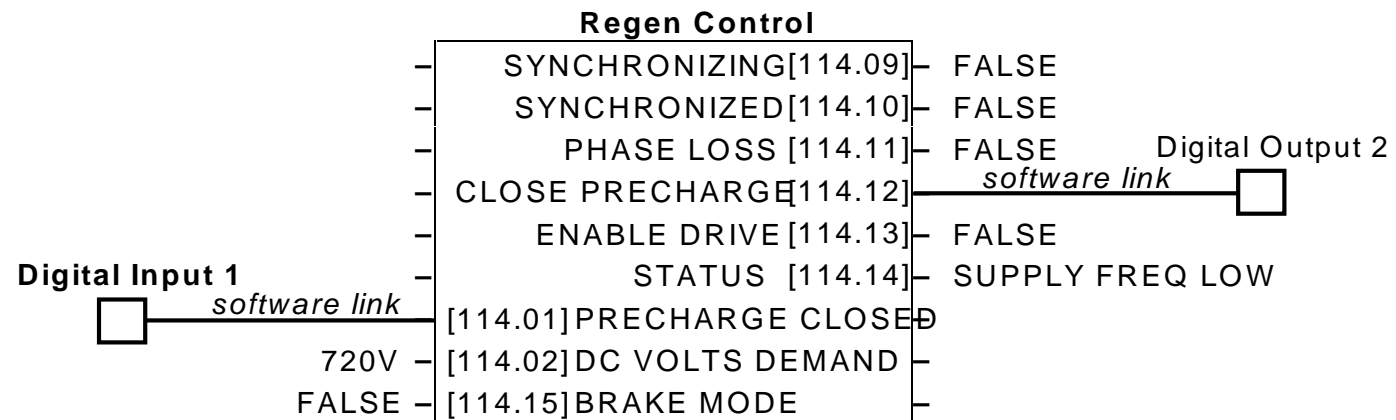 Regen Control
SYNCHRONIZING[114.09] FALSE
SYNCHRONIZED[114.10] FALSE
PHASE LOSS [114.11] FALSE Digital Output 2
CLOSE PRECHARGE[114.12] software link
ENABLE DRIVE [114.13] FALSE
Digital Input 1 STATUS [114.14] SUPPLY FREQ LOW
software link [114.01] PRECHARGE CLOSED
720V [114.02] DC VOLTS DEMAND
FALSE [114.15] BRAKE MODE